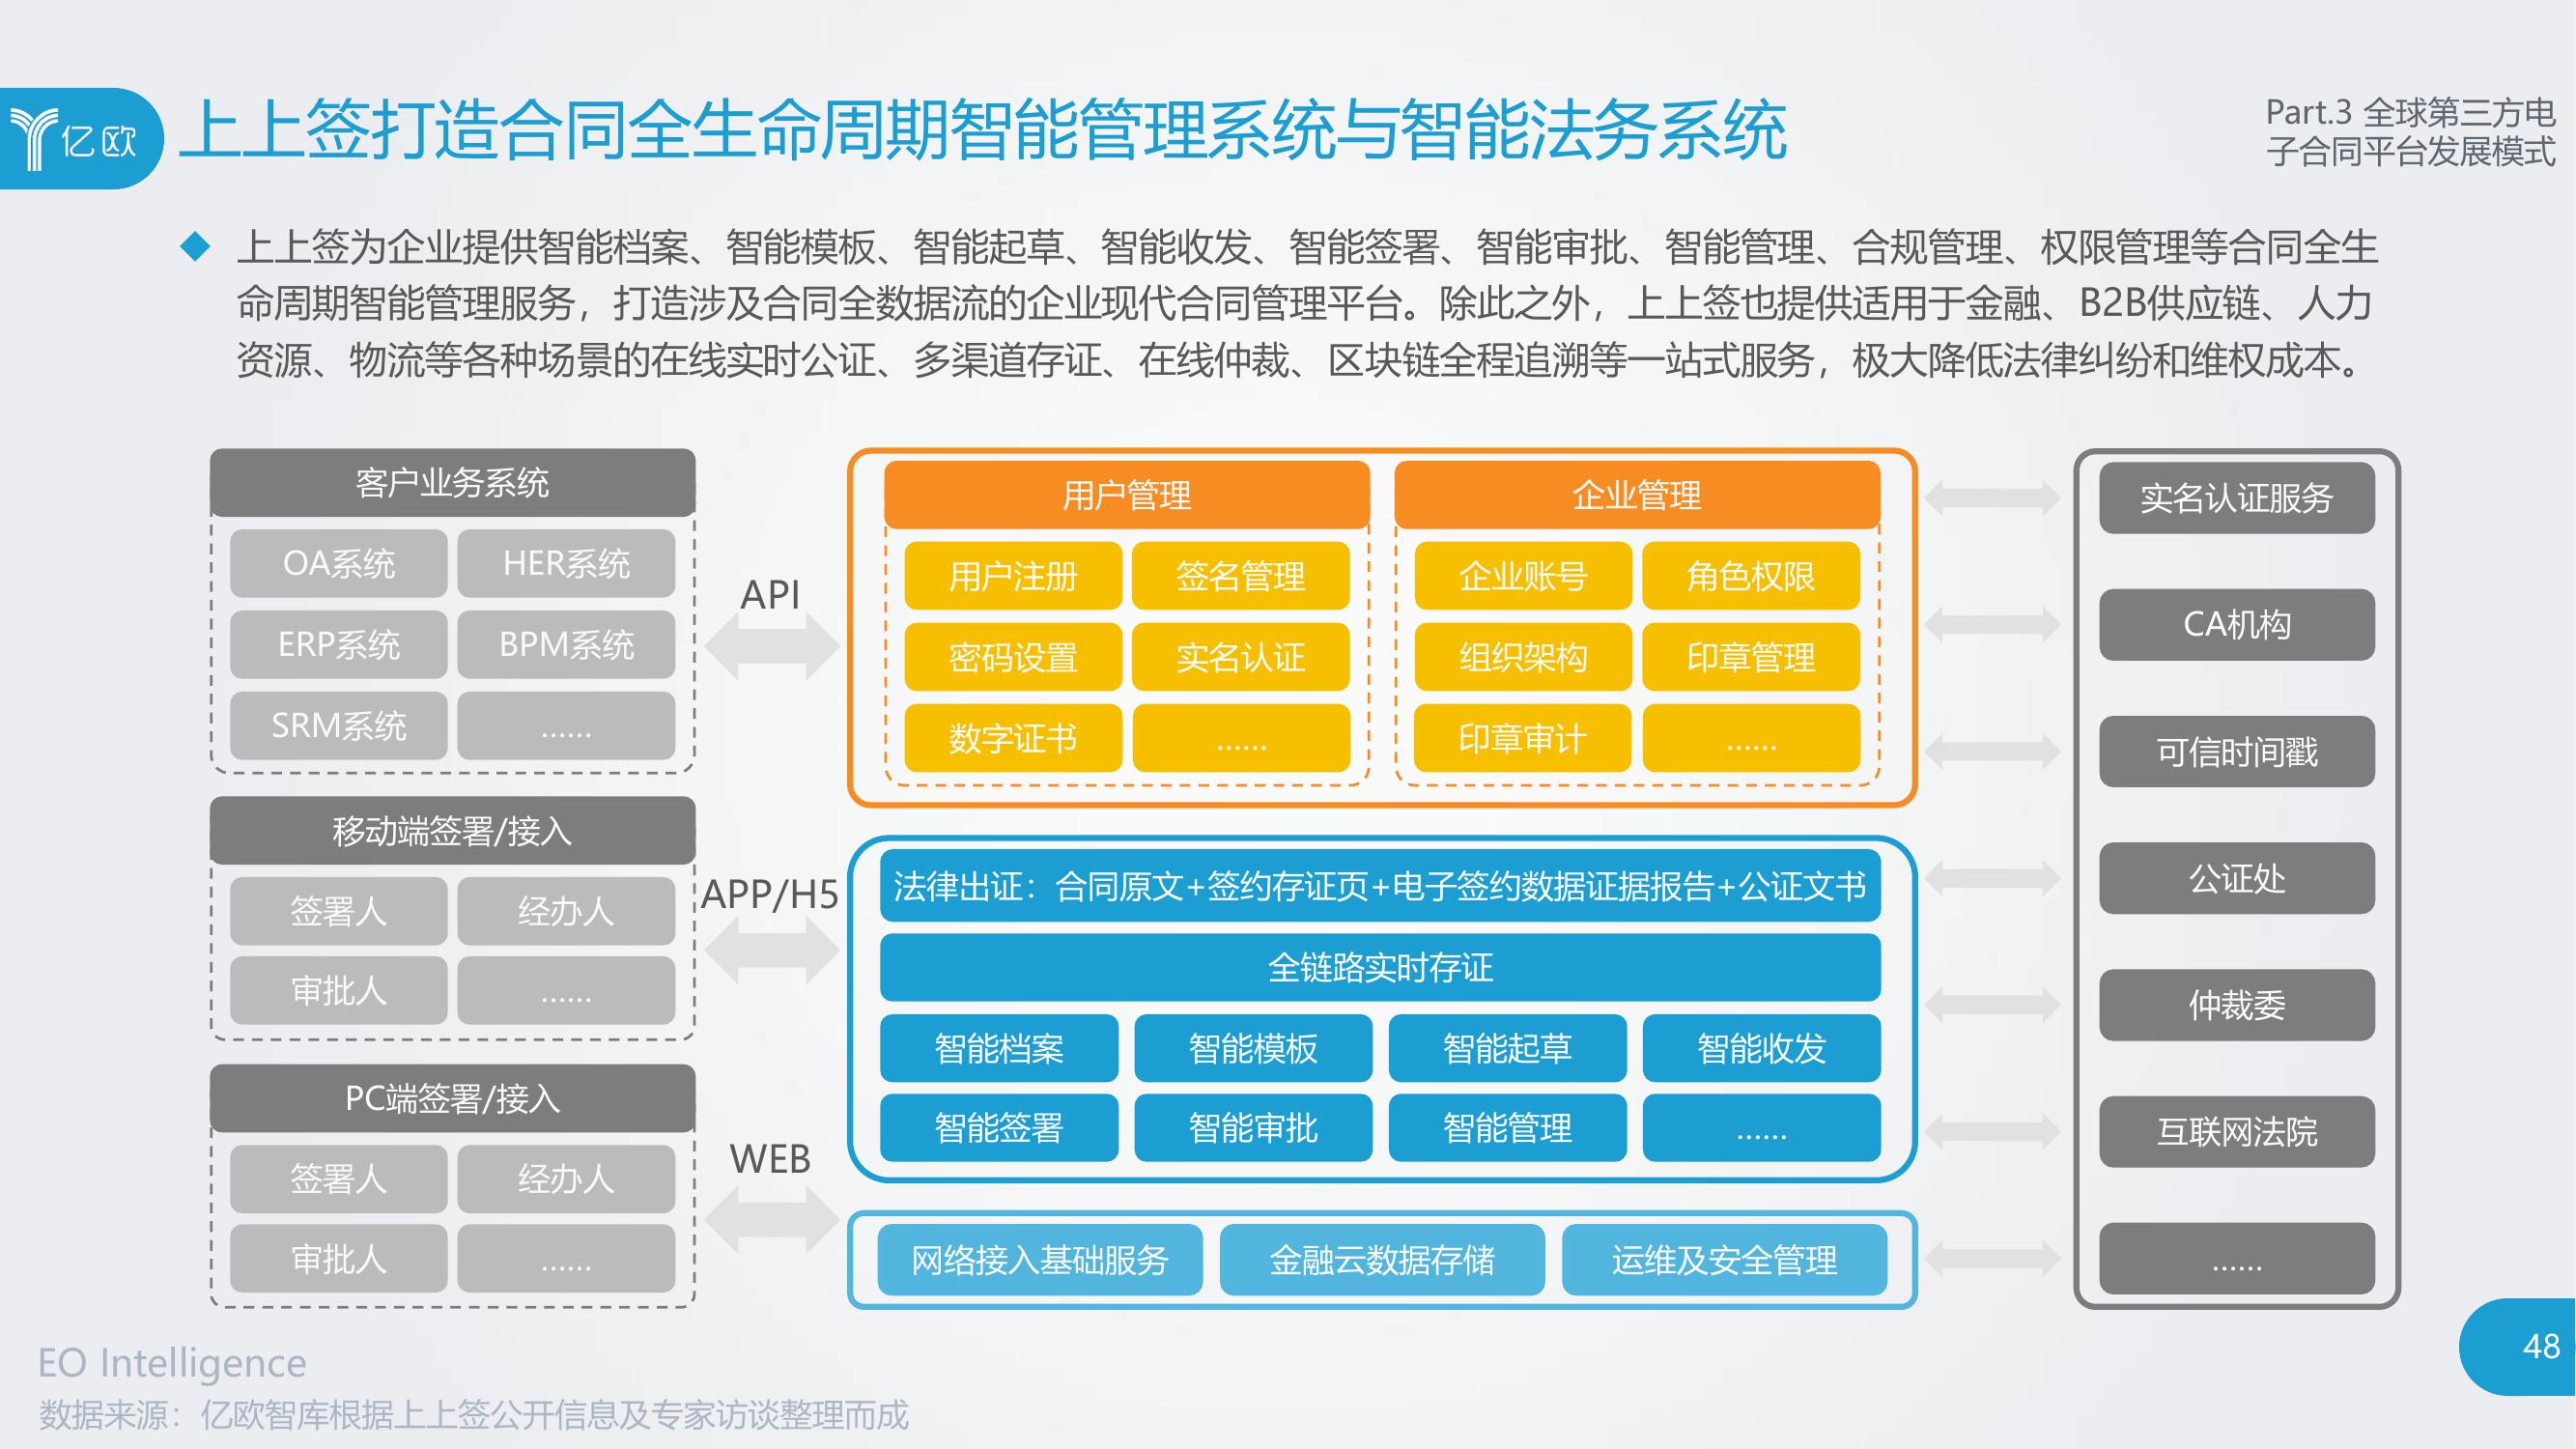 亿欧
上上签打造合同全生命周期智能管理系统与智能法务系统
Part.3 全球第三方电
子合同平台发展模式
上上签为企业提供智能档案、智能模板、智能起草、智能收发、智能签署、智能审批、智能管理、合规管理、权限管理等合同全生
命周期智能管理服务，打造涉及合同全数据流的企业现代合同管理平台。除此之外，上上签也提供适用于金融、B2B供应链、人力
资源、物流等各种场景的在线实时公证、多渠道存证、在线仲裁、区块链全程追溯等一站式服务，极大降低法律纠纷和维权成本。
客户业务系统
OA系统
HER系统
ERP系统
BPM系统
SRM系统
……
移动端签署/接入
签署人
经办人
审批人
……
PC端签署/接入
签署人
经办人
审批人
……
API
APP/H5
WEB
用户管理
用户注册
签名管理
密码设置
实名认证
数字证书
……
企业管理
企业账号
角色权限
组织架构
印章管理
印章审计
……
法律出证：合同原文+签约存证页+电子签约数据证据报告+公证文书
全链路实时存证
智能档案
智能模板
智能起草
智能收发
智能签署
智能审批
智能管理
……
网络接入基础服务
金融云数据存储
运维及安全管理
实名认证服务
CA机构
可信时间戳
公证处
仲裁委
互联网法院
……
EO Intelligence
数据来源：亿欧智库根据上上签公开信息及专家访谈整理而成
48